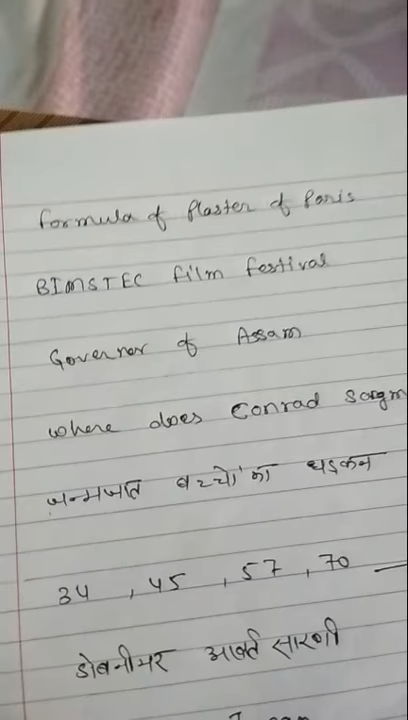 formula of plaster of Paris
BIMSTEC film festival
Governor of Assam
where does Conrad sangm
जन्मजात बच्चो का धड़कन
34 , 45 , 57 , 70 —
डोबनीयर आवर्त सारणी